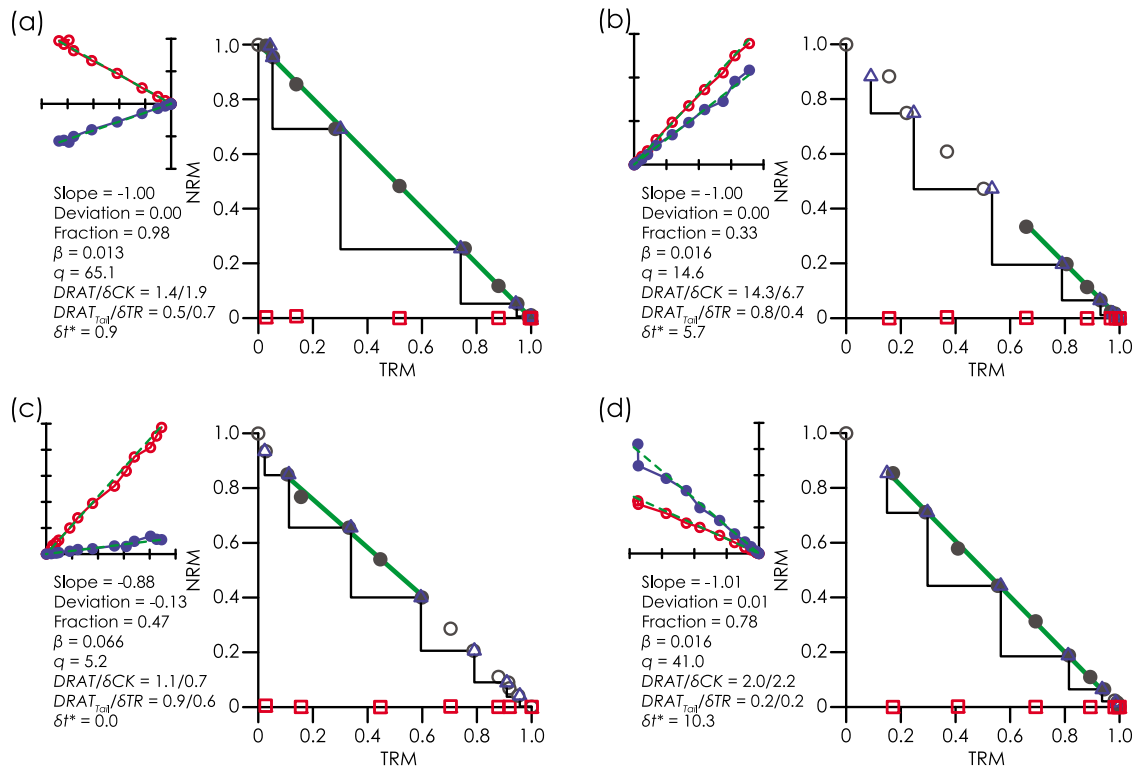 (a)
1.0
0.8
0.6
0.4
0.2
0
NRM
0 0.2 0.4 0.6 0.8 1.0
TRM
Slope = -1.00
Deviation = 0.00
Fraction = 0.98
β = 0.013
q = 65.1
DRAT/δCK = 1.4/1.9
DRAT_Tail/δTR = 0.5/0.7
δt* = 0.9
(b)
1.0
0.8
0.6
0.4
0.2
0
NRM
0 0.2 0.4 0.6 0.8 1.0
TRM
Slope = -1.00
Deviation = 0.00
Fraction = 0.33
β = 0.016
q = 14.6
DRAT/δCK = 14.3/6.7
DRAT_Tail/δTR = 0.8/0.4
δt* = 5.7
(c)
1.0
0.8
0.6
0.4
0.2
0
NRM
0 0.2 0.4 0.6 0.8 1.0
TRM
Slope = -0.88
Deviation = -0.13
Fraction = 0.47
β = 0.066
q = 5.2
DRAT/δCK = 1.1/0.7
DRAT_Tail/δTR = 0.9/0.6
δt* = 0.0
(d)
1.0
0.8
0.6
0.4
0.2
0
NRM
0 0.2 0.4 0.6 0.8 1.0
TRM
Slope = -1.01
Deviation = 0.01
Fraction = 0.78
β = 0.016
q = 41.0
DRAT/δCK = 2.0/2.2
DRAT_Tail/δTR = 0.2/0.2
δt* = 10.3